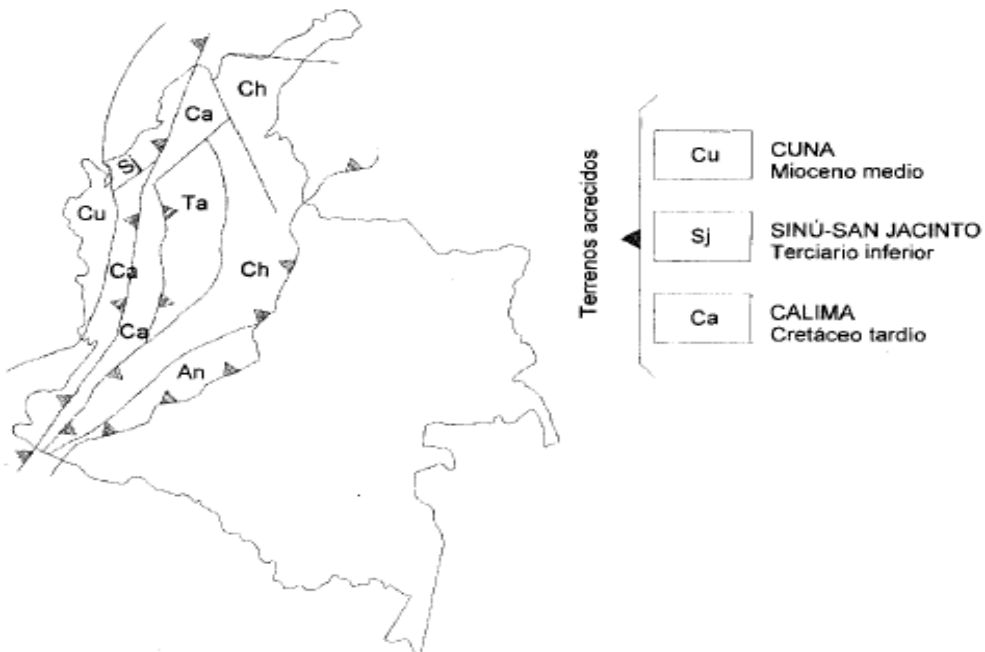 Ch
Ca
Sj
Cu
Ta
Ca
Ch
Ca
An
Terrenos acrecidos
Cu
CUNA
Mioceno medio
Sj
SINÚ-SAN JACINTO
Terciario inferior
Ca
CALIMA
Cretáceo tardío